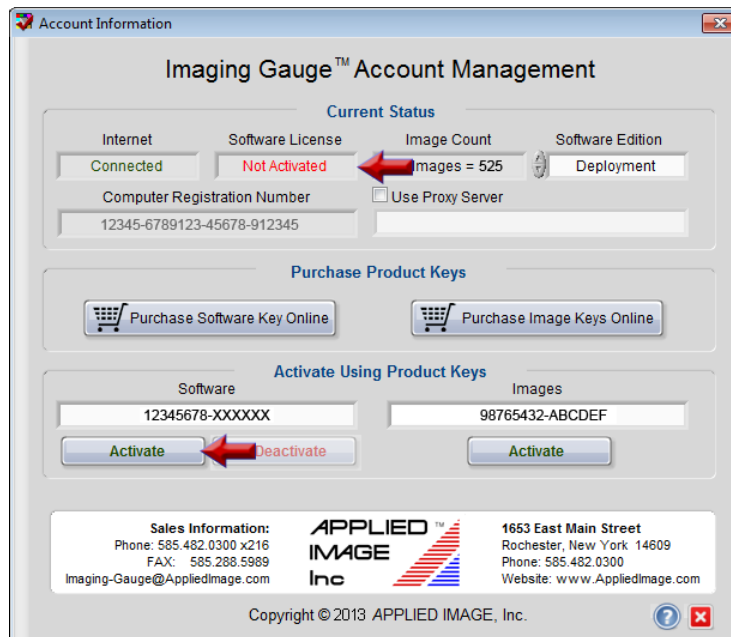 Account Information
Imaging Gauge™ Account Management
Current Status
Internet Software License Image Count Software Edition
Connected Not Activated Images = 525 Deployment
Computer Registration Number Use Proxy Server
12345-6789123-45678-912345
Purchase Product Keys
Purchase Software Key Online Purchase Image Keys Online
Activate Using Product Keys
Software Images
12345678-XXXXXX 98765432-ABCDEF
Activate Deactivate Activate
Sales Information:
Phone: 585.482.0300 x216
FAX: 585.288.5989
Imaging-Gauge@AppliedImage.com
APPLIED ™
IMAGE
Inc
1653 East Main Street
Rochester, New York 14609
Phone: 585.482.0300
Website: www.AppliedImage.com
Copyright © 2013 APPLIED IMAGE, Inc.